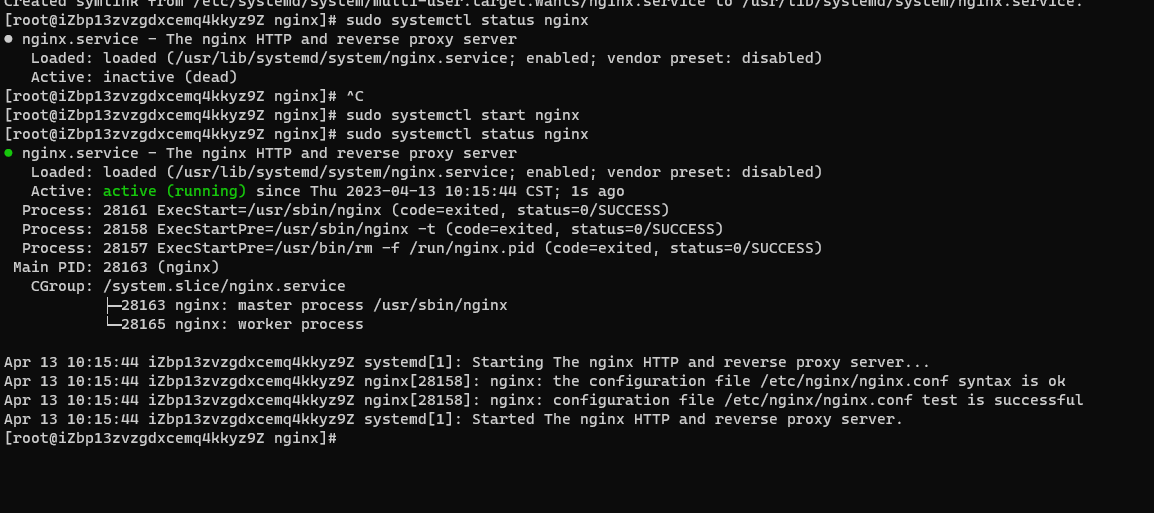 Created symlink from /etc/systemd/system/multi-user.target.wants/nginx.service to /usr/lib/systemd/system/nginx.service.
[root@iZbp13zvzgdxcemq4kkyz9Z nginx]# sudo systemctl status nginx
● nginx.service - The nginx HTTP and reverse proxy server
   Loaded: loaded (/usr/lib/systemd/system/nginx.service; enabled; vendor preset: disabled)
   Active: inactive (dead)
[root@iZbp13zvzgdxcemq4kkyz9Z nginx]# ^C
[root@iZbp13zvzgdxcemq4kkyz9Z nginx]# sudo systemctl start nginx
[root@iZbp13zvzgdxcemq4kkyz9Z nginx]# sudo systemctl status nginx
● nginx.service - The nginx HTTP and reverse proxy server
   Loaded: loaded (/usr/lib/systemd/system/nginx.service; enabled; vendor preset: disabled)
   Active: active (running) since Thu 2023-04-13 10:15:44 CST; 1s ago
  Process: 28161 ExecStart=/usr/sbin/nginx (code=exited, status=0/SUCCESS)
  Process: 28158 ExecStartPre=/usr/sbin/nginx -t (code=exited, status=0/SUCCESS)
  Process: 28157 ExecStartPre=/usr/bin/rm -f /run/nginx.pid (code=exited, status=0/SUCCESS)
 Main PID: 28163 (nginx)
   CGroup: /system.slice/nginx.service
           ├─28163 nginx: master process /usr/sbin/nginx
           └─28165 nginx: worker process

Apr 13 10:15:44 iZbp13zvzgdxcemq4kkyz9Z systemd[1]: Starting The nginx HTTP and reverse proxy server...
Apr 13 10:15:44 iZbp13zvzgdxcemq4kkyz9Z nginx[28158]: nginx: the configuration file /etc/nginx/nginx.conf syntax is ok
Apr 13 10:15:44 iZbp13zvzgdxcemq4kkyz9Z nginx[28158]: nginx: configuration file /etc/nginx/nginx.conf test is successful
Apr 13 10:15:44 iZbp13zvzgdxcemq4kkyz9Z systemd[1]: Started The nginx HTTP and reverse proxy server.
[root@iZbp13zvzgdxcemq4kkyz9Z nginx]#